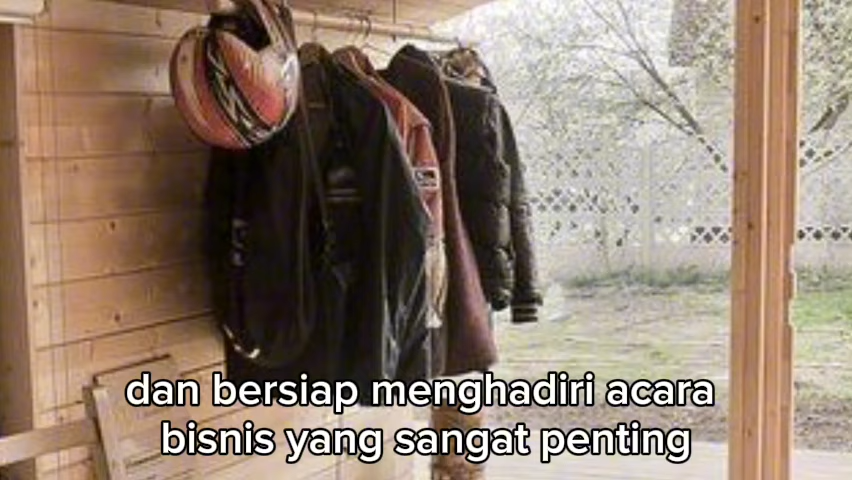 dan bersiap menghadiri acara
bisnis yang sangat penting